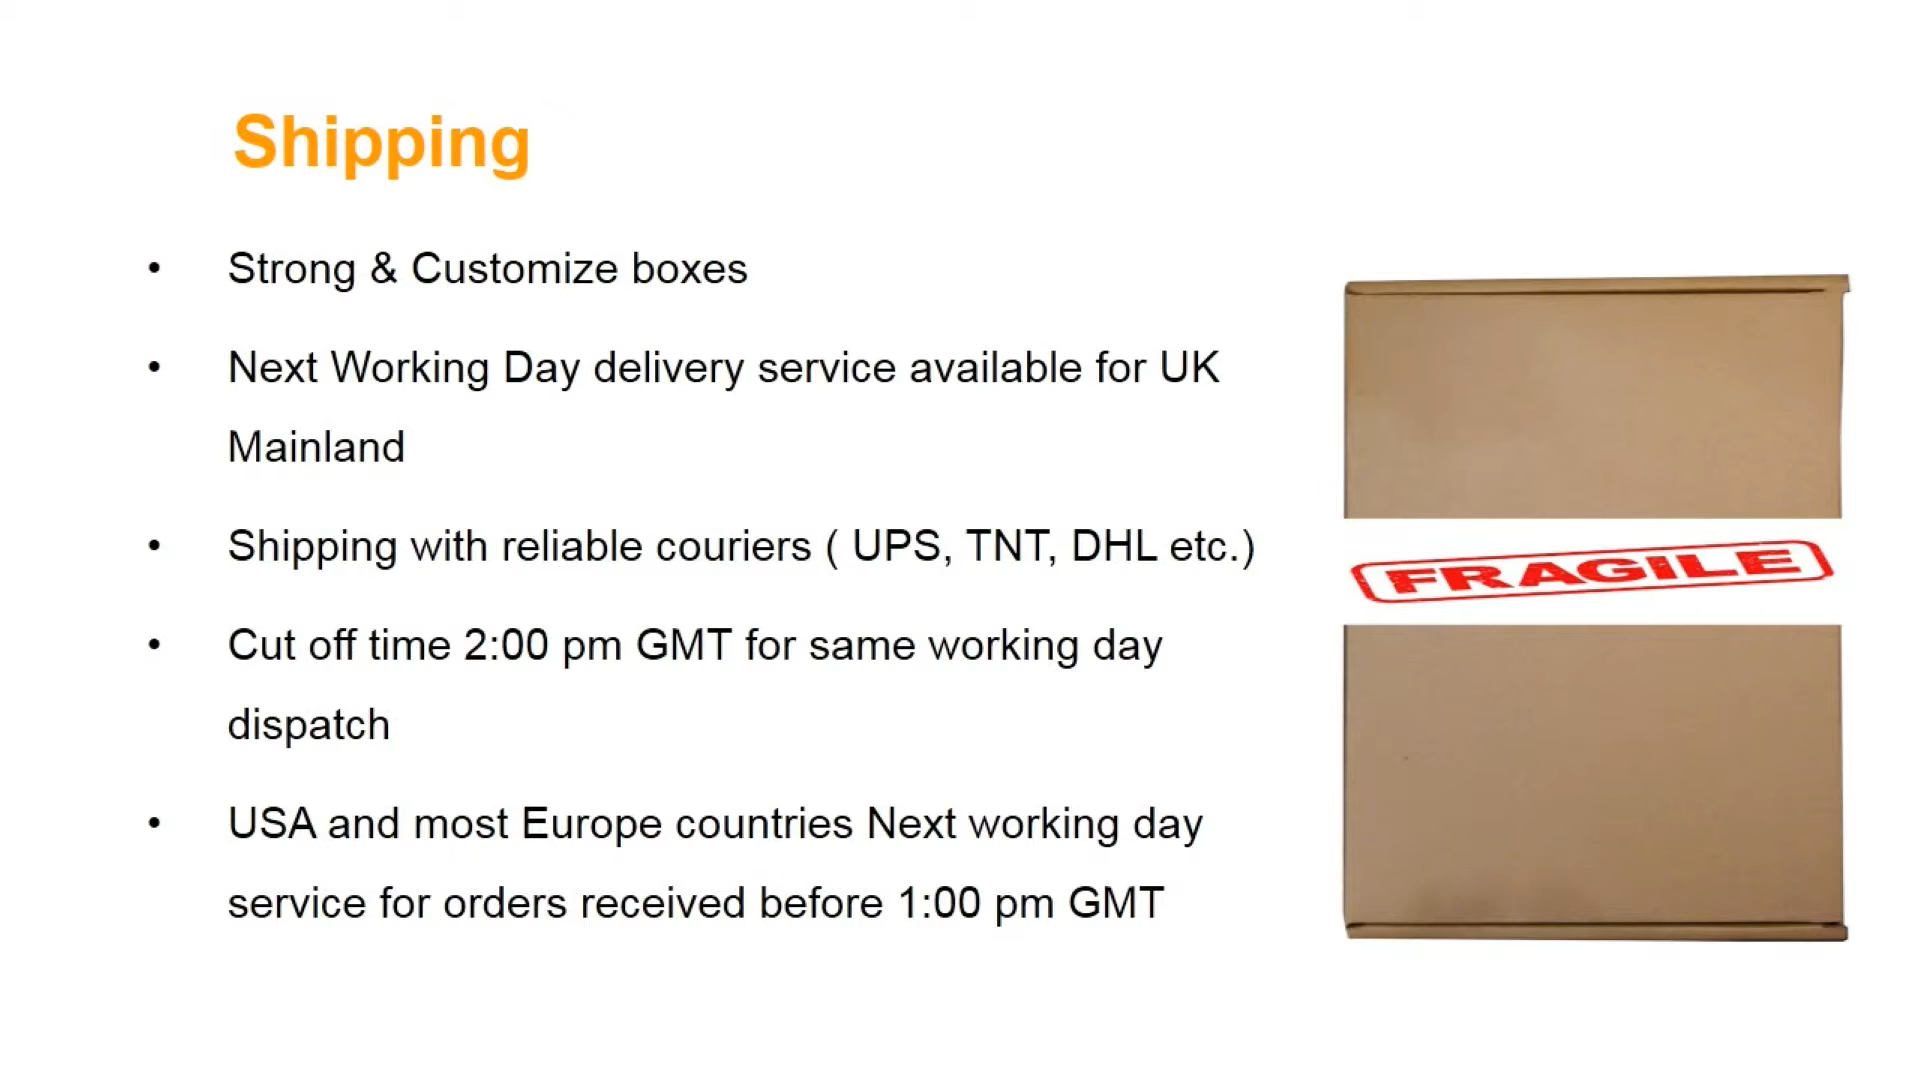 Shipping
• Strong & Customize boxes
• Next Working Day delivery service available for UK
Mainland
• Shipping with reliable couriers ( UPS, TNT, DHL etc.)
FRAGILE
• Cut off time 2:00 pm GMT for same working day
dispatch
• USA and most Europe countries Next working day
service for orders received before 1:00 pm GMT